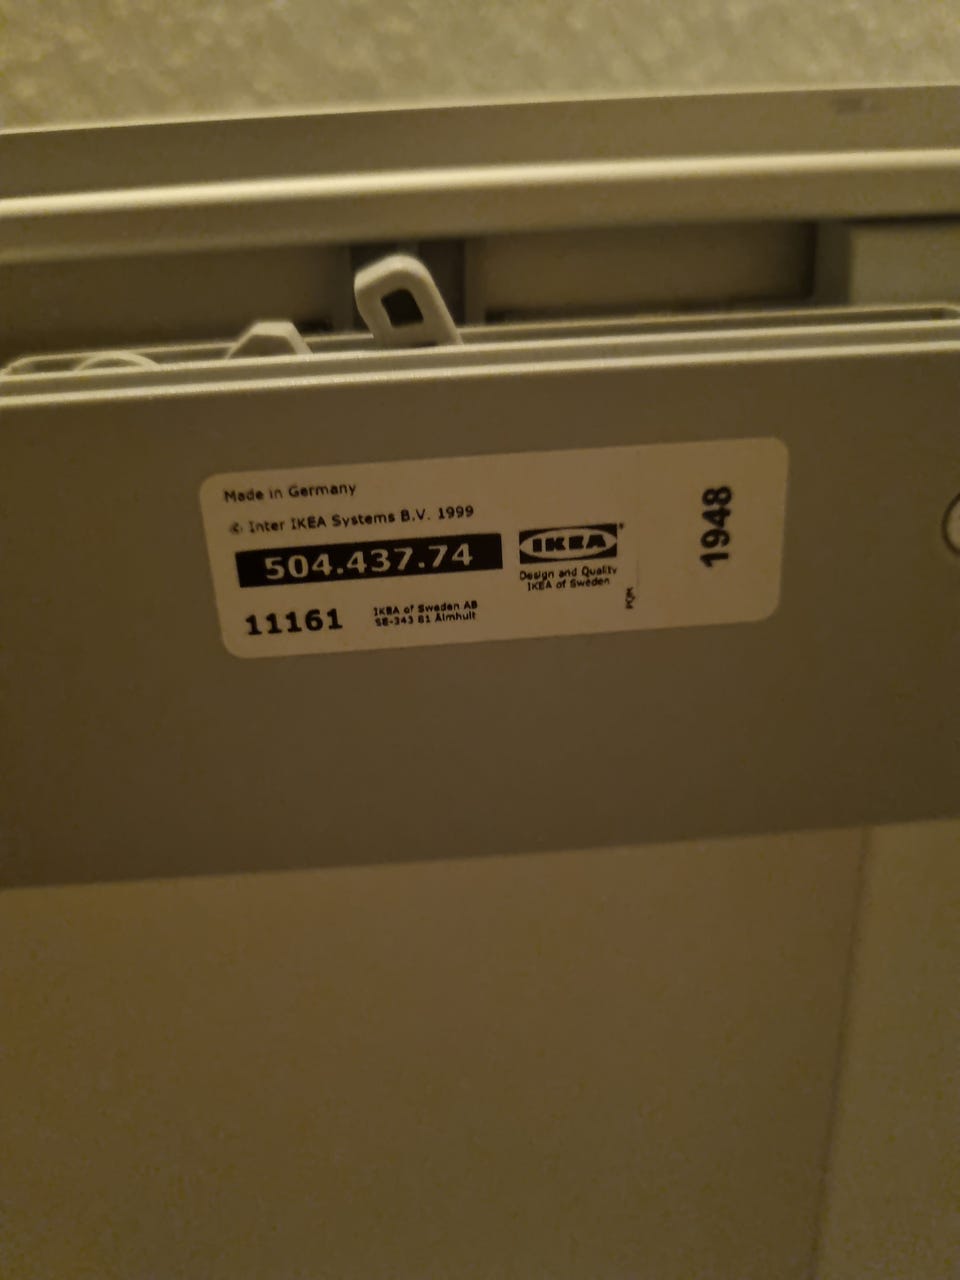 Made in Germany
© Inter IKEA Systems B.V. 1999
504.437.74
11161
IKEA of Sweden AB
SE-343 81 Älmhult
IKEA®
Design and Quality
IKEA of Sweden
PQM
1948